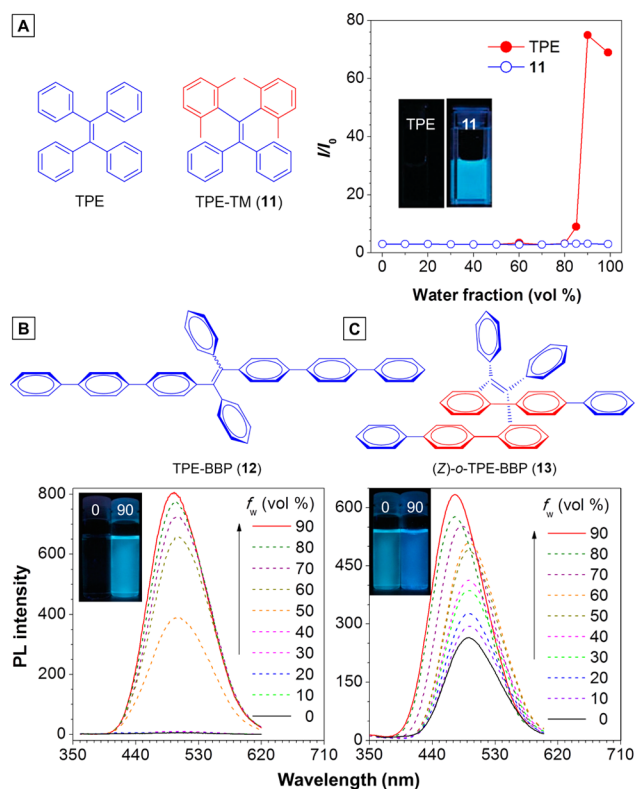 A
TPE
TPE-TM (11)
I/I0
80
60
40
20
0
TPE
11
TPE
11
0 20 40 60 80 100
Water fraction (vol %)
B
TPE-BBP (12)
C
(Z)-o-TPE-BBP (13)
PL intensity
800
600
400
200
0
0 90
fw (vol %)
90
80
70
60
50
40
30
20
10
0
360 450 530 620 710
600
450
300
150
0
0 90
fw (vol %)
90
80
70
60
50
40
30
20
10
0
350 440 530 620 710
Wavelength (nm)